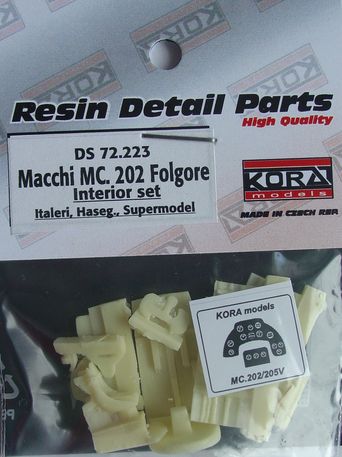 Resin Detail Parts
High Quality
DS 72.223
Macchi MC. 202 Folgore
Interior set
Italeri, Haseg., Supermodel
KORA
models
MADE IN CZECH REP.
KORA models
MC.202/205V